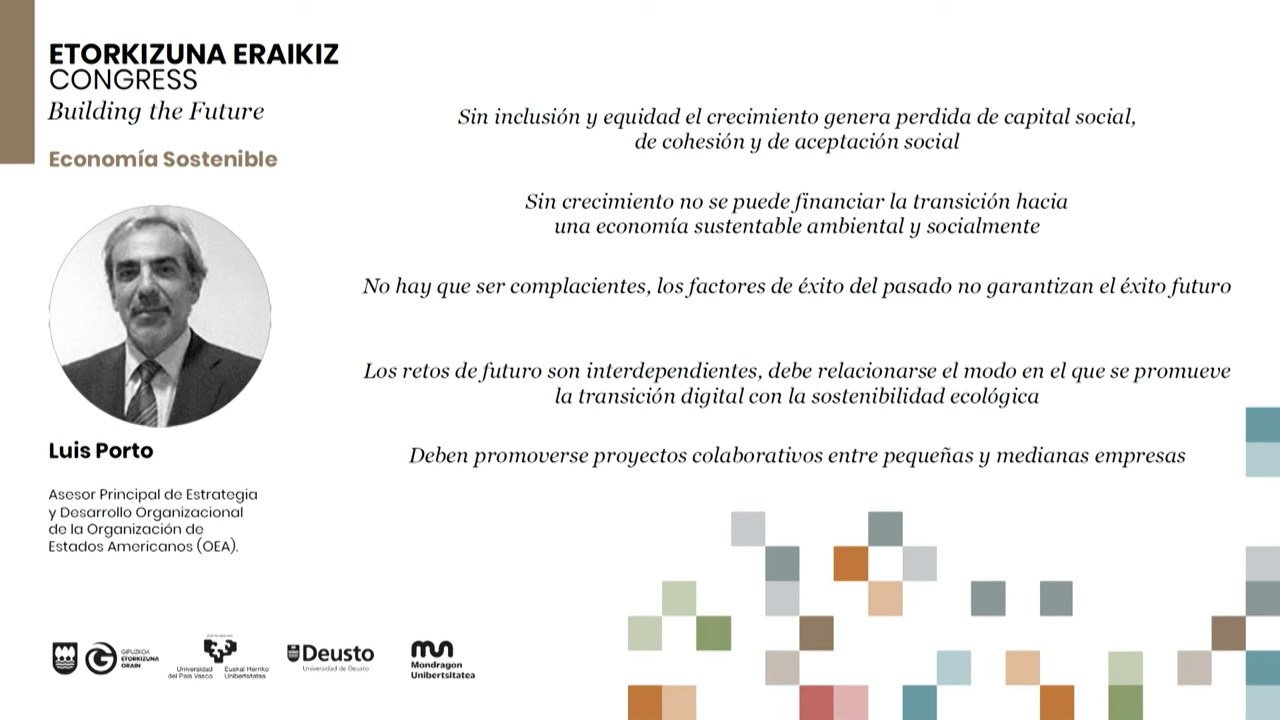 ETORKIZUNA ERAIKIZ
CONGRESS
Building the Future
Economía Sostenible
Luis Porto
Asesor Principal de Estrategia
y Desarrollo Organizacional
de la Organización de
Estados Americanos (OEA).
Sin inclusión y equidad el crecimiento genera perdida de capital social,
de cohesión y de aceptación social
Sin crecimiento no se puede financiar la transición hacia
una economía sustentable ambiental y socialmente
No hay que ser complacientes, los factores de éxito del pasado no garantizan el éxito futuro
Los retos de futuro son interdependientes, debe relacionarse el modo en el que se promueve
la transición digital con la sostenibilidad ecológica
Deben promoverse proyectos colaborativos entre pequeñas y medianas empresas
GIPUZKOA
ETORKIZUNA
ORAIN
Universidad
del País Vasco
Euskal Herriko
Unibertsitatea
Deusto
Universidad de Deusto
Mondragon
Unibertsitatea